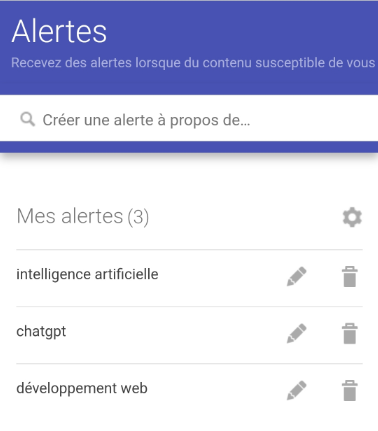 Alertes
Recevez des alertes lorsque du contenu susceptible de vous
Créer une alerte à propos de...
Mes alertes (3)
intelligence artificielle
chatgpt
développement web